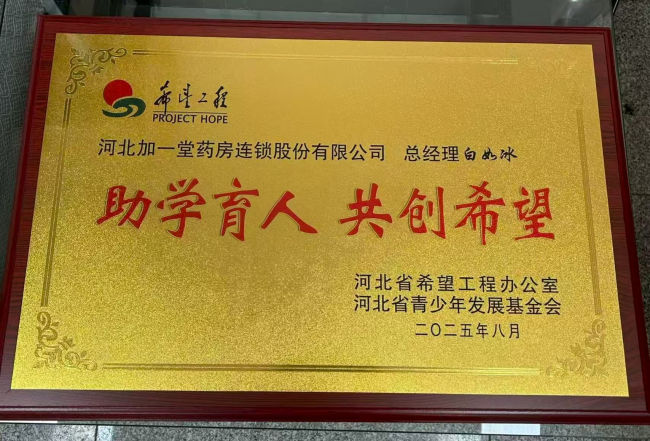 希望工程
PROJECT HOPE
河北加一堂药房连锁股份有限公司 总经理白如冰
助学育人 共创希望
河北省希望工程办公室
河北省青少年发展基金会
二〇二五年八月